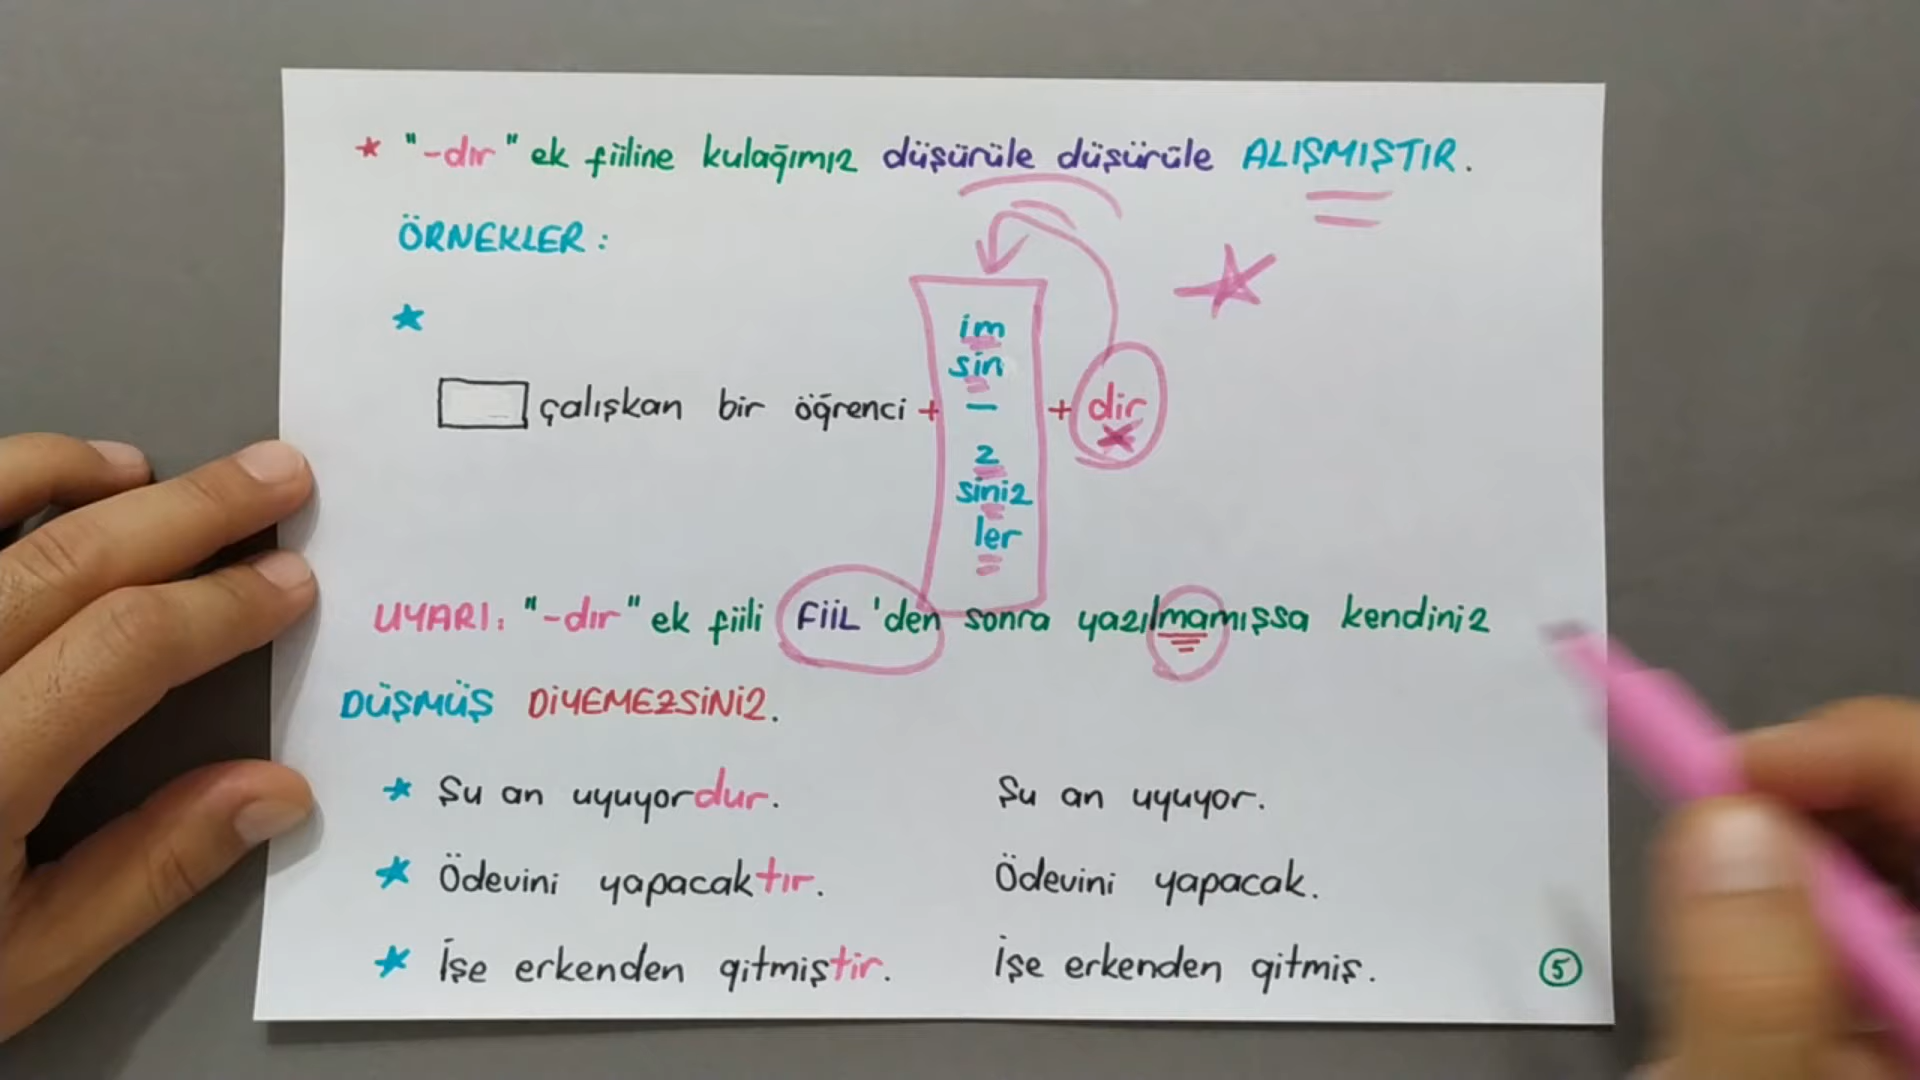 ★ "-dır" ek fiiline kulağımız düşürüle düşürüle ALIŞMIŞTIR.
ÖRNEKLER :
★
im
sin
çalışkan bir öğrenci + — + dir
z
siniz
ler
UYARI: "-dır" ek fiili FİİL'den sonra yazılmamışsa kendiniz
DÜŞMÜŞ DİYEMEZSİNİZ.
★ Şu an uyuyordur. Şu an uyuyor.
★ Ödevini yapacaktır. Ödevini yapacak.
★ İşe erkenden gitmiştir. İşe erkenden gitmiş.
5